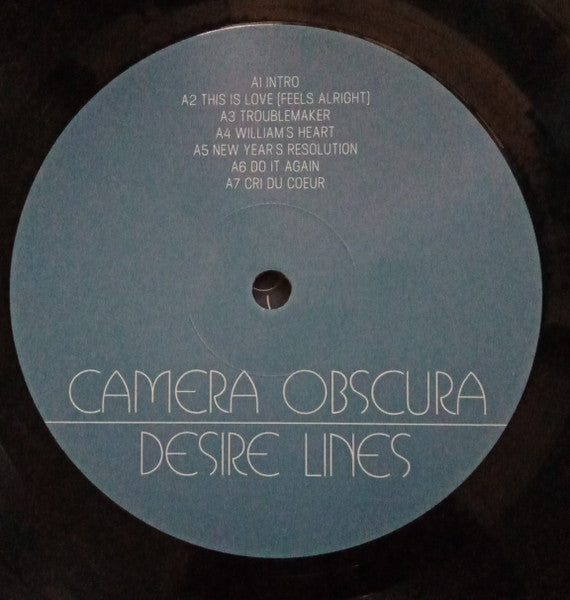 A1 INTRO
A2 THIS IS LOVE (FEELS ALRIGHT)
A3 TROUBLEMAKER
A4 WILLIAM'S HEART
A5 NEW YEAR'S RESOLUTION
A6 DO IT AGAIN
A7 CRI DU COEUR
CAMERA OBSCURA
DESIRE LINES